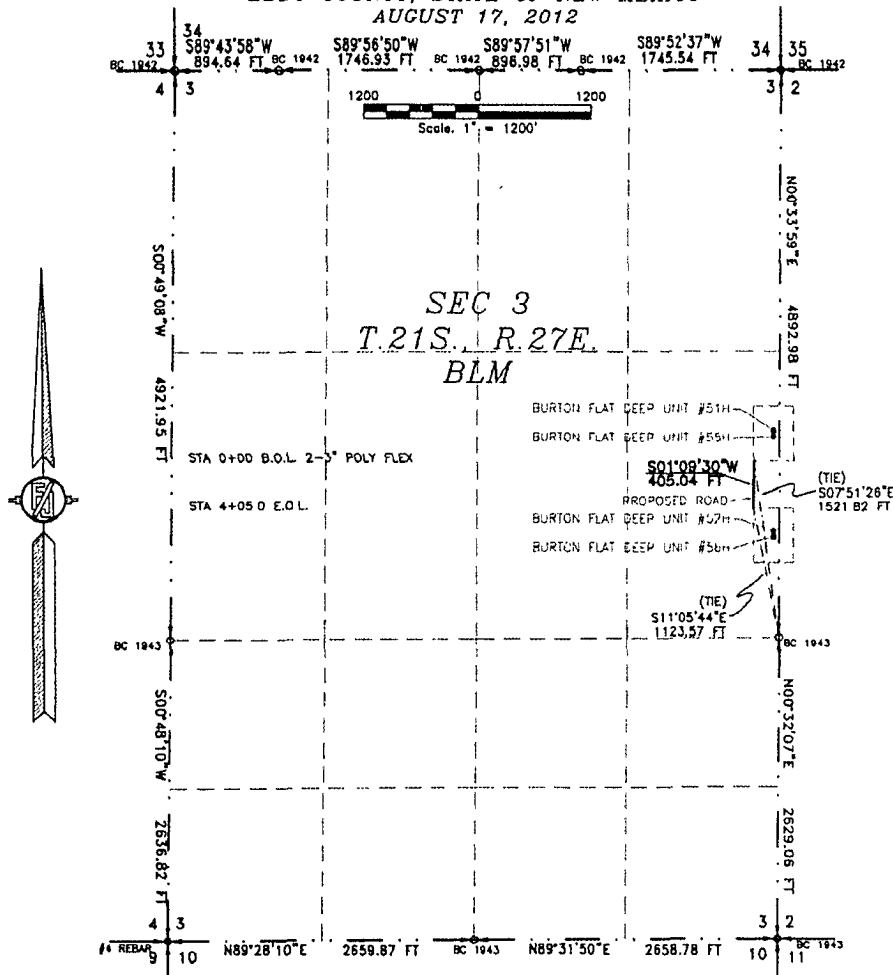 AUGUST 17, 2012
33 34
S89°43'58"W
894.64 FT
S89°56'50"W
1746.93 FT
S89°57'51"W
896.98 FT
S89°52'37"W
1745.54 FT
34 35
BC 1942
BC 1942
BC 1942
BC 1942
BC 1942
4 3
3 2
1200 0 1200
Scale. 1" = 1200'
N00°33'59"E 4892.98 FT
S00°49'08"W 4921.95 FT
SEC 3
T.21S., R.27E.
BLM
BURTON FLAT DEEP UNIT #51H
BURTON FLAT DEEP UNIT #55H
STA 0+00 B.O.L. 2-3" POLY FLEX
S01°09'30"W
405.04 FT
(TIE)
S07°51'26"E
1521 82 FT
PROPOSED ROAD
STA 4+05 0 E.O.L.
BURTON FLAT DEEP UNIT #57H
BURTON FLAT DEEP UNIT #56H
(TIE)
S11°05'44"E
1123.57 FT
BC 1943
BC 1943
S00°48'10"W 2636.82 FT
N00°32'07"E 2629.06 FT
4 3
3 2
#4 REBAR
9 10
N89°28'10"E 2659.87 FT
BC 1943
N89°31'50"E 2658.78 FT
10 11
BC 1943